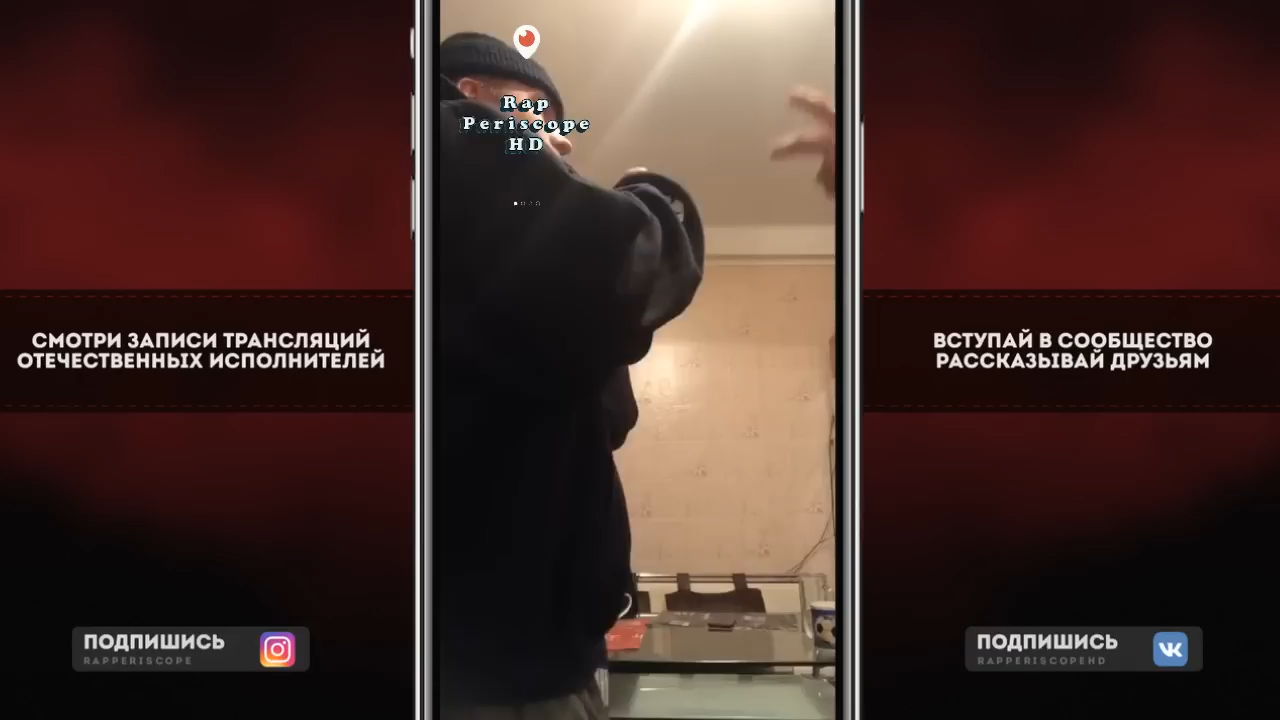 Rap
Periscope
HD
СМОТРИ ЗАПИСИ ТРАНСЛЯЦИЙ
ОТЕЧЕСТВЕННЫХ ИСПОЛНИТЕЛЕЙ
ВСТУПАЙ В СООБЩЕСТВО
РАССКАЗЫВАЙ ДРУЗЬЯМ
ПОДПИШИСЬ
RAPPERISCOPE
ПОДПИШИСЬ
RAPPERISCOPEHD